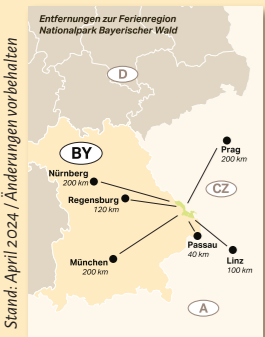 Entfernungen zur Ferienregion
Nationalpark Bayerischer Wald
D
Prag
200 km
BY
Nürnberg
200 km
CZ
Regensburg
120 km
Passau
40 km
München
200 km
Linz
100 km
A
Stand: April 2024 / Änderungen vorbehalten